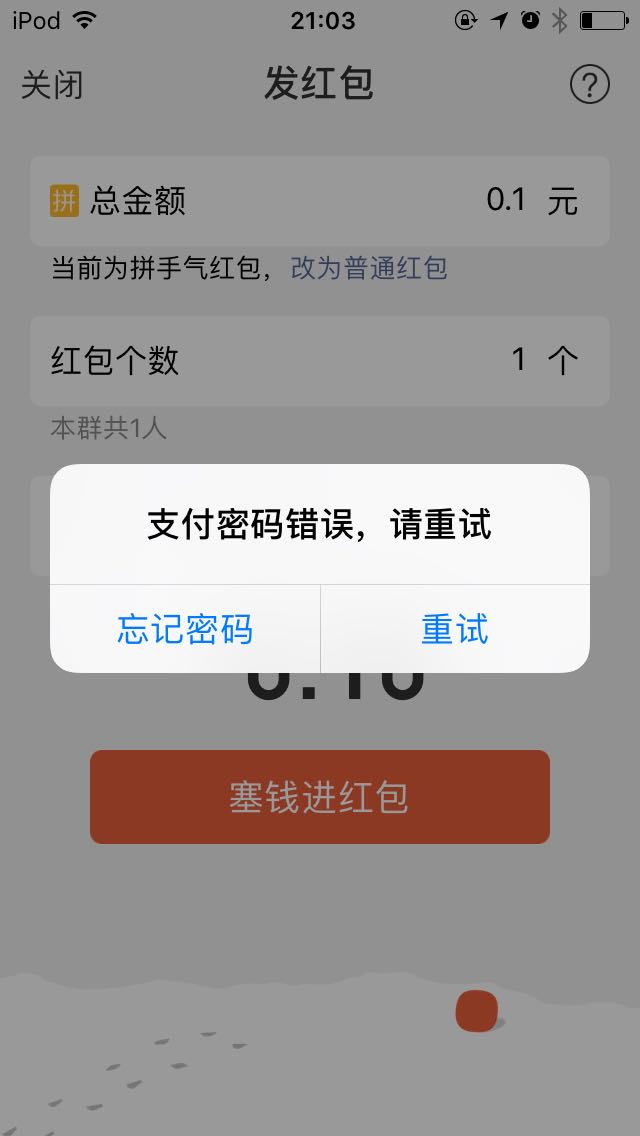 iPod 21:03
关闭 发红包 ?
拼 总金额 0.1 元
当前为拼手气红包，改为普通红包
红包个数 1 个
本群共1人
支付密码错误，请重试
忘记密码 重试
塞钱进红包